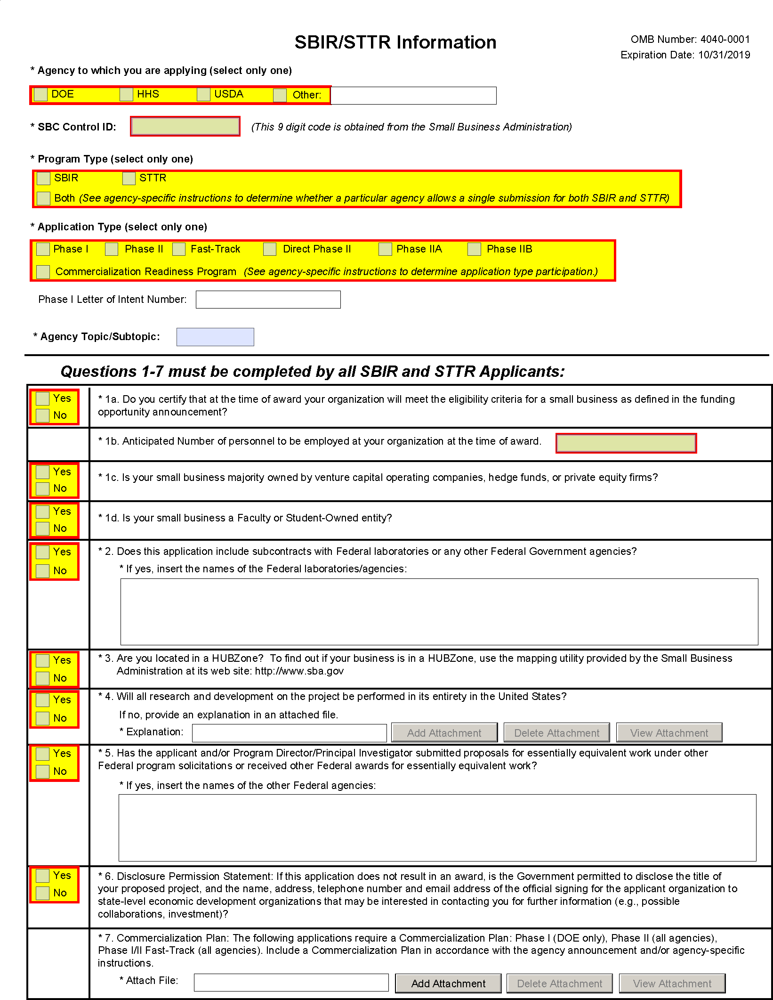 SBIR/STTR Information
OMB Number: 4040-0001
Expiration Date: 10/31/2019
* Agency to which you are applying (select only one)
DOE HHS USDA Other:
* SBC Control ID: (This 9 digit code is obtained from the Small Business Administration)
* Program Type (select only one)
SBIR STTR
Both (See agency-specific instructions to determine whether a particular agency allows a single submission for both SBIR and STTR)
* Application Type (select only one)
Phase I Phase II Fast-Track Direct Phase II Phase IIA Phase IIB
Commercialization Readiness Program (See agency-specific instructions to determine application type participation.)
Phase I Letter of Intent Number:
* Agency Topic/Subtopic:
Questions 1-7 must be completed by all SBIR and STTR Applicants:
Yes
No
* 1a. Do you certify that at the time of award your organization will meet the eligibility criteria for a small business as defined in the funding
opportunity announcement?
* 1b. Anticipated Number of personnel to be employed at your organization at the time of award.
Yes
No
* 1c. Is your small business majority owned by venture capital operating companies, hedge funds, or private equity firms?
Yes
No
* 1d. Is your small business a Faculty or Student-Owned entity?
Yes
No
* 2. Does this application include subcontracts with Federal laboratories or any other Federal Government agencies?
* If yes, insert the names of the Federal laboratories/agencies:
Yes
No
* 3. Are you located in a HUBZone? To find out if your business is in a HUBZone, use the mapping utility provided by the Small Business
Administration at its web site: http://www.sba.gov
Yes
No
* 4. Will all research and development on the project be performed in its entirety in the United States?
If no, provide an explanation in an attached file.
* Explanation: Add Attachment Delete Attachment View Attachment
Yes
No
* 5. Has the applicant and/or Program Director/Principal Investigator submitted proposals for essentially equivalent work under other
Federal program solicitations or received other Federal awards for essentially equivalent work?
* If yes, insert the names of the other Federal agencies:
Yes
No
* 6. Disclosure Permission Statement: If this application does not result in an award, is the Government permitted to disclose the title of
your proposed project, and the name, address, telephone number and email address of the official signing for the applicant organization to
state-level economic development organizations that may be interested in contacting you for further information (e.g., possible
collaborations, investment)?
* 7. Commercialization Plan: The following applications require a Commercialization Plan: Phase I (DOE only), Phase II (all agencies),
Phase I/II Fast-Track (all agencies). Include a Commercialization Plan in accordance with the agency announcement and/or agency-specific
instructions.
* Attach File: Add Attachment Delete Attachment View Attachment